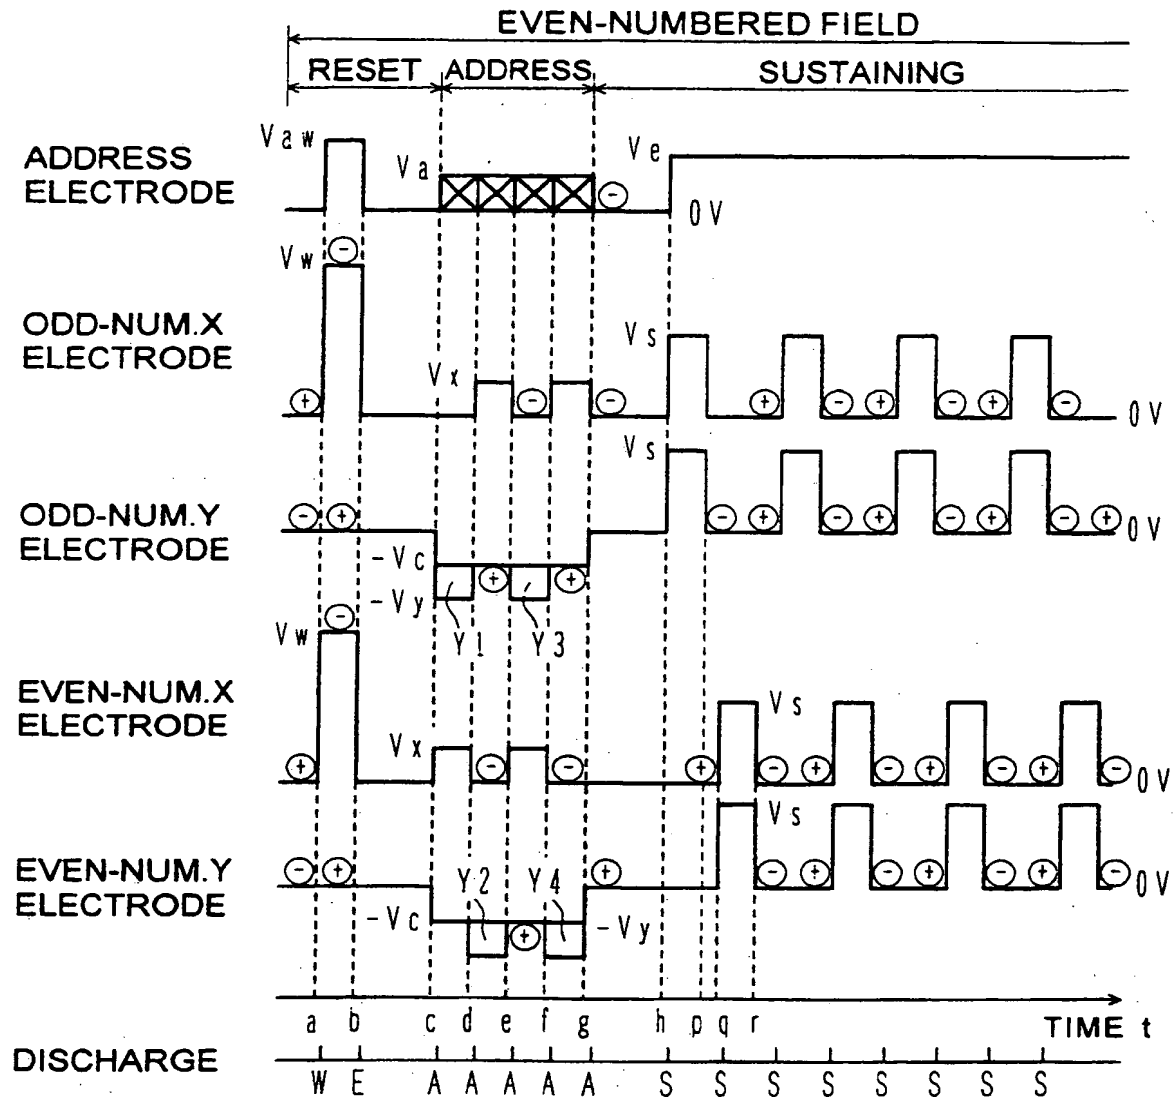 EVEN-NUMBERED FIELD
RESET ADDRESS SUSTAINING
Vaw
ADDRESS
ELECTRODE
Va
Ve
0V
Vw
ODD-NUM.X
ELECTRODE
Vx
Vs
0V
Vs
ODD-NUM.Y
ELECTRODE
-Vc
-Vy
Y1 Y3
0V
Vw
EVEN-NUM.X
ELECTRODE
Vx
Vs
0V
Vs
EVEN-NUM.Y
ELECTRODE
Y2 Y4
-Vc
-Vy
0V
a b c d e f g h p q r TIME t
DISCHARGE
W E A A A A A S S S S S S S S